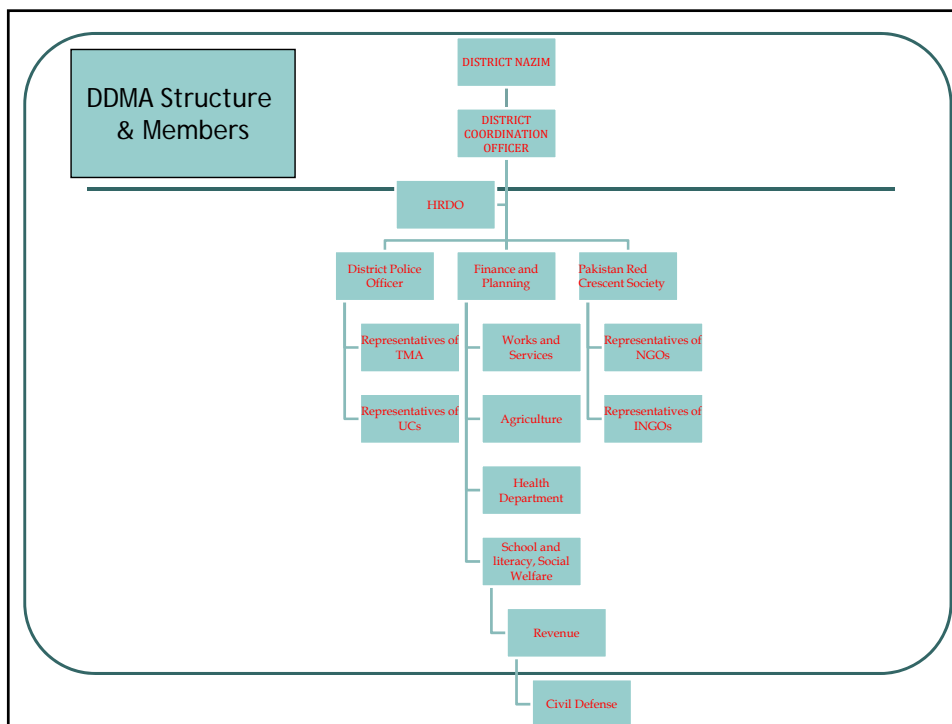 DDMA Structure
& Members
DISTRICT NAZIM
DISTRICT
COORDINATION
OFFICER
HRDO
District Police
Officer
Representatives of
TMA
Representatives of
UCs
Finance and
Planning
Works and
Services
Agriculture
Health
Department
School and
literacy, Social
Welfare
Revenue
Civil Defense
Pakistan Red
Crescent Society
Representatives of
NGOs
Representatives of
INGOs